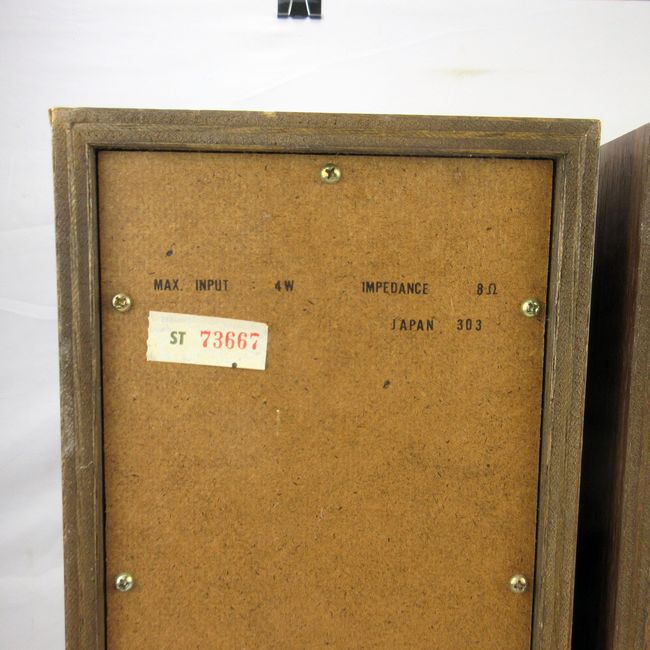 MAX. INPUT : 4W IMPEDANCE 8Ω
JAPAN 303
ST 73667